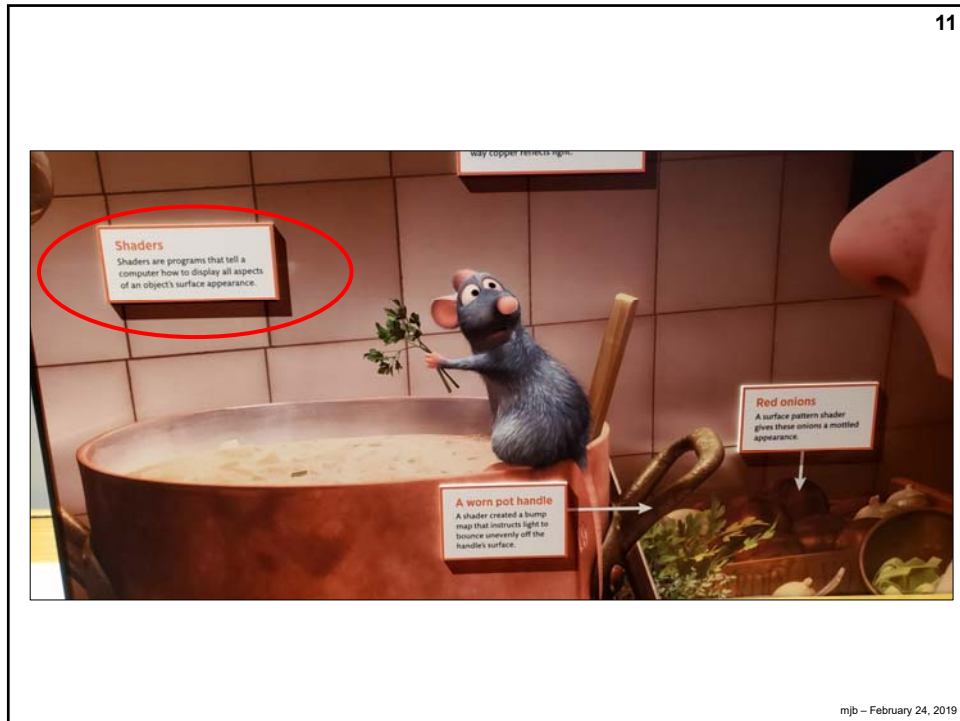 11
way copper reflects light.
Shaders
Shaders are programs that tell a
computer how to display all aspects
of an object's surface appearance.
Red onions
A surface pattern shader
gives these onions a mottled
appearance.
A worn pot handle
A shader created a bump
map that instructs light to
bounce unevenly off the
handle's surface.
mjb – February 24, 2019